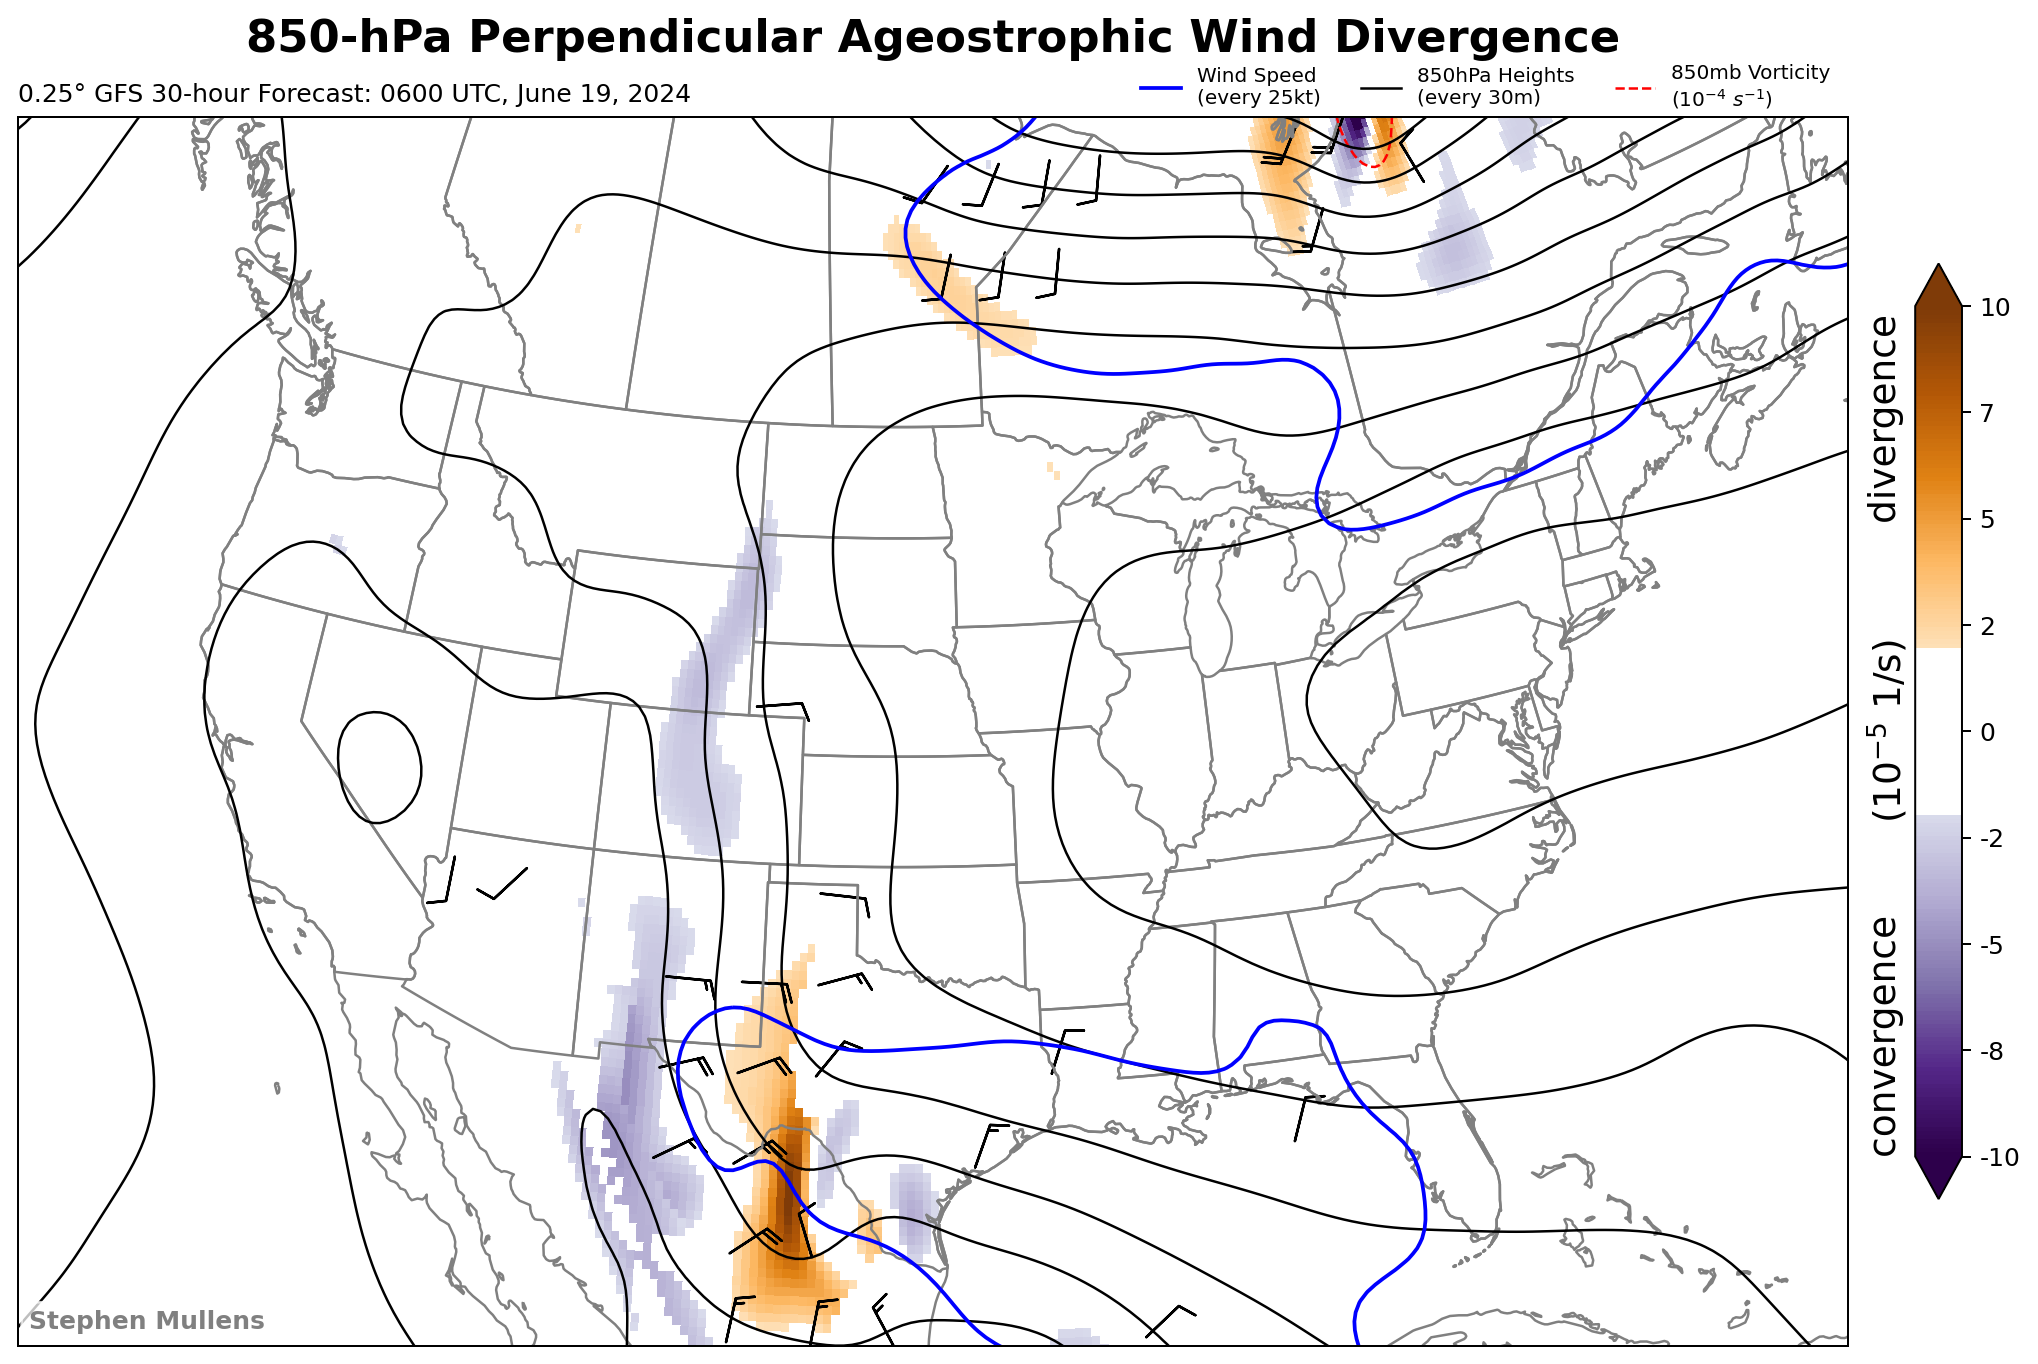 850-hPa Perpendicular Ageostrophic Wind Divergence
0.25° GFS 30-hour Forecast: 0600 UTC, June 19, 2024
Wind Speed
(every 25kt)
850hPa Heights
(every 30m)
850mb Vorticity
(10⁻⁴ s⁻¹)
10
7
5
2
0
-2
-5
-8
-10
convergence (10⁻⁵ 1/s) divergence
Stephen Mullens